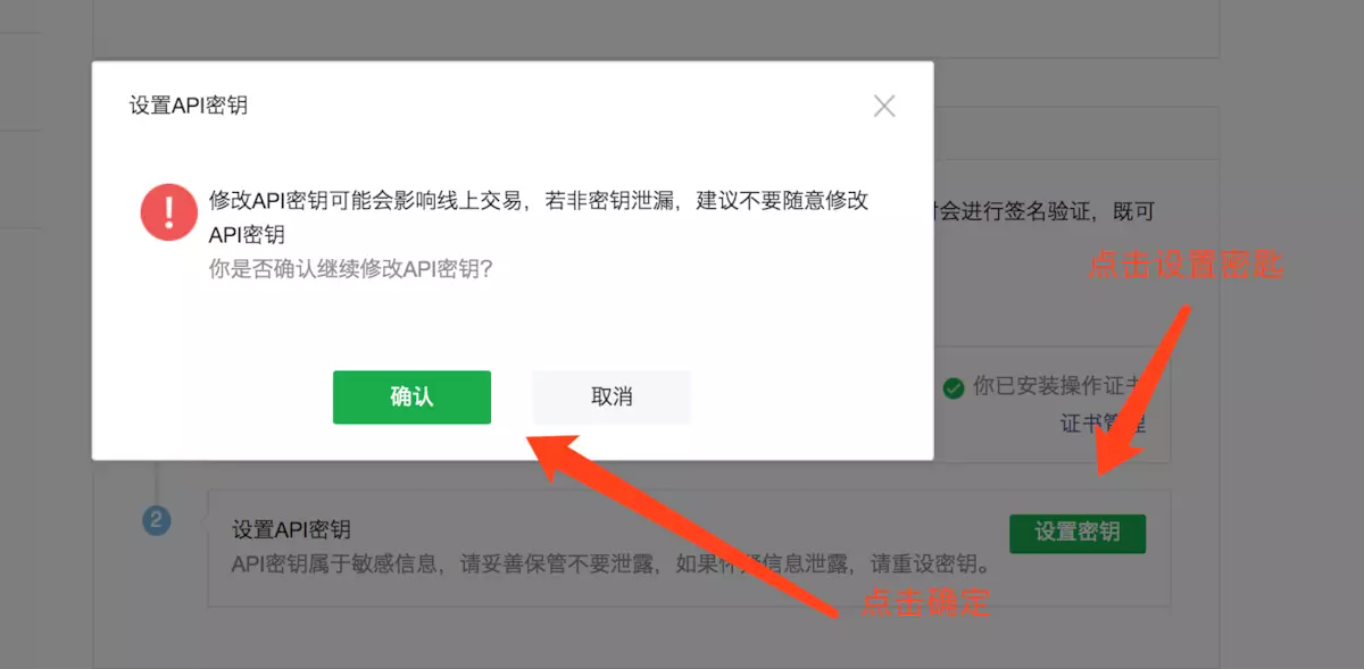 设置API密钥
修改API密钥可能会影响线上交易，若非密钥泄漏，建议不要随意修改
API密钥
你是否确认继续修改API密钥？
确认
取消
时会进行签名验证，既可
点击设置密匙
你已安装操作证书
证书管理
2
设置API密钥
API密钥属于敏感信息，请妥善保管不要泄露，如果怀疑信息泄露，请重设密钥。
设置密钥
点击确定